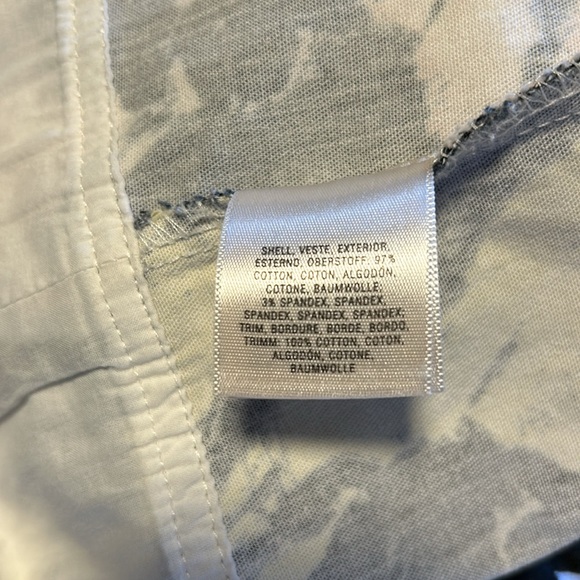 SHELL, VESTE, EXTERIOR,
ESTERNO, OBERSTOFF: 97%
COTTON, COTON, ALGODÓN,
COTONE, BAUMWOLLE;
3% SPANDEX, SPANDEX,
SPANDEX, SPANDEX, SPANDEX;
TRIM, BORDURE, BORDE, BORDO,
TRIMM: 100% COTTON, COTON,
ALGODÓN, COTONE,
BAUMWOLLE